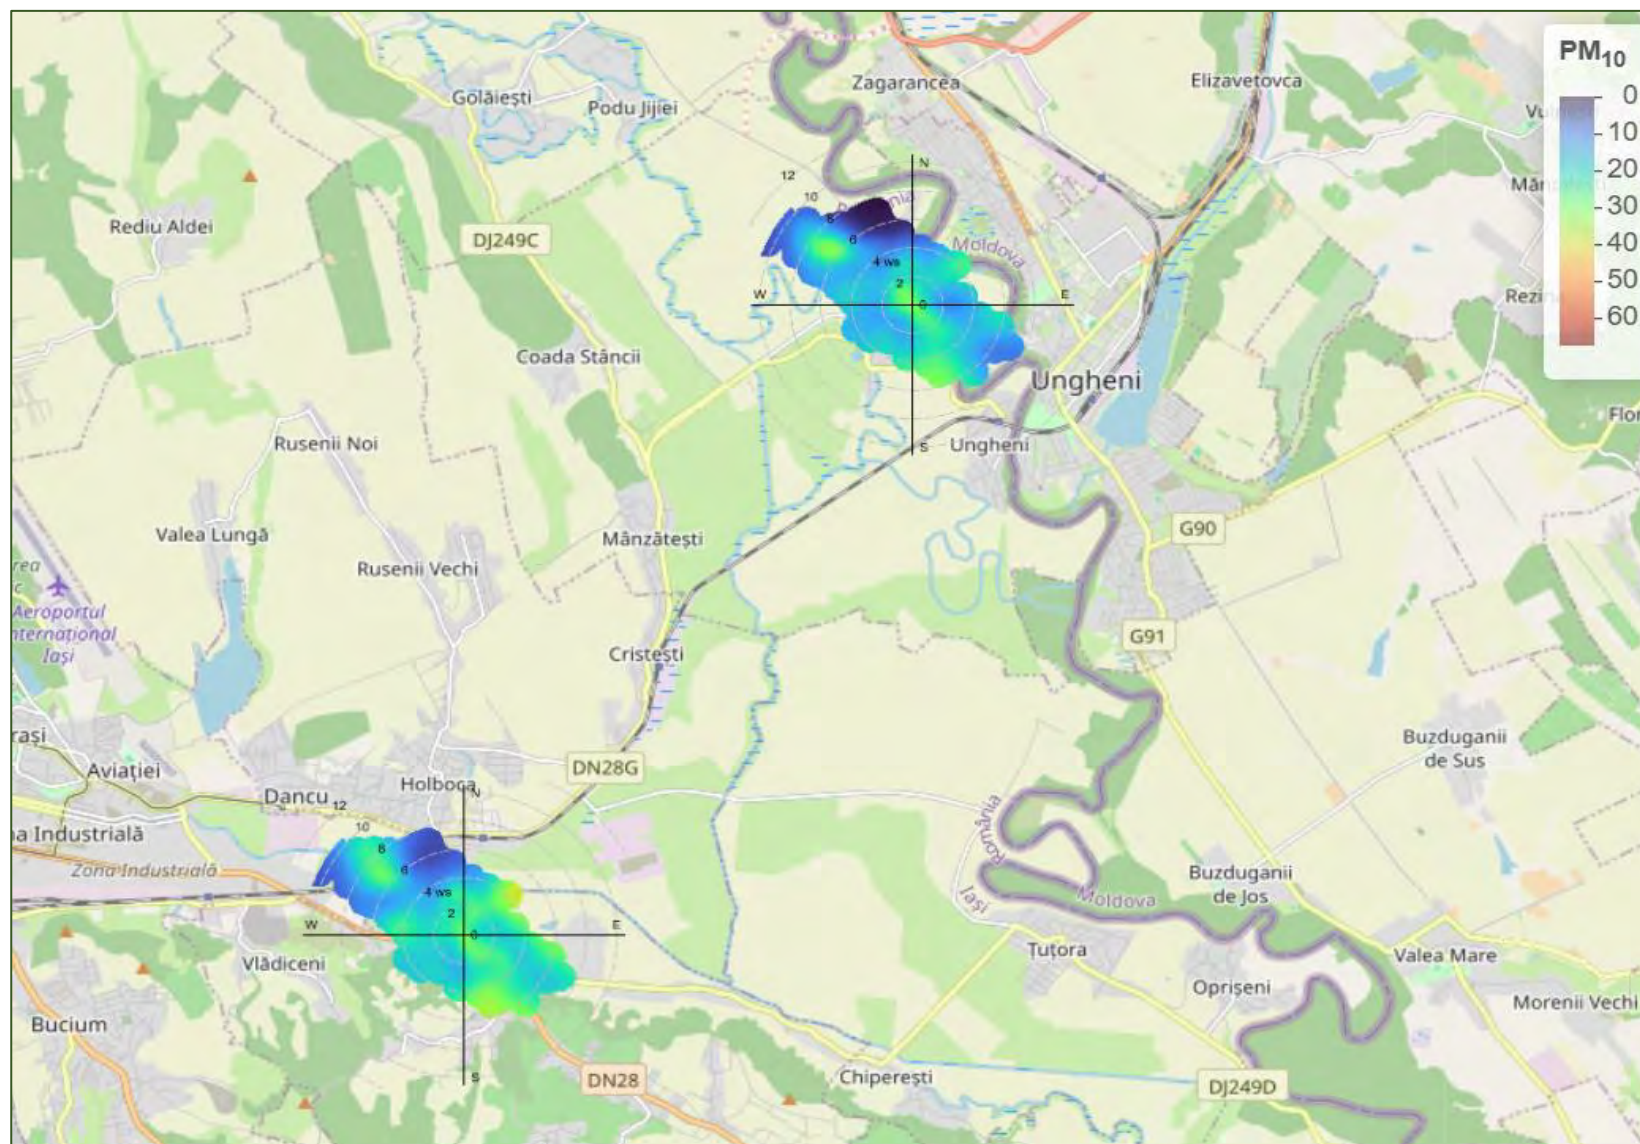 PM10
0
10
20
30
40
50
60
Zagarancea
Elizavetovca
Golăiești
Podu Jijiei
Rediu Aldei
DJ249C
N
12
10
8
6
4 ws
2
0
W
E
S
Moldova
Coada Stâncii
Ungheni
Rusenii Noi
Ungheni
Valea Lungă
Mânzătești
G90
Rusenii Vechi
Aeroportul
Iași
G91
Cristești
Buzduganii
de Sus
Aviației
DN28G
Holboca
Dancu
12
N
10
8
6
4 ws
2
0
W
E
S
Industrială
Zona Industrială
România
Iași
Moldova
Buzduganii
de Jos
Vlădiceni
Țuțora
Valea Mare
Oprișeni
Morenii Vechi
Bucium
DN28
Chiperești
DJ249D